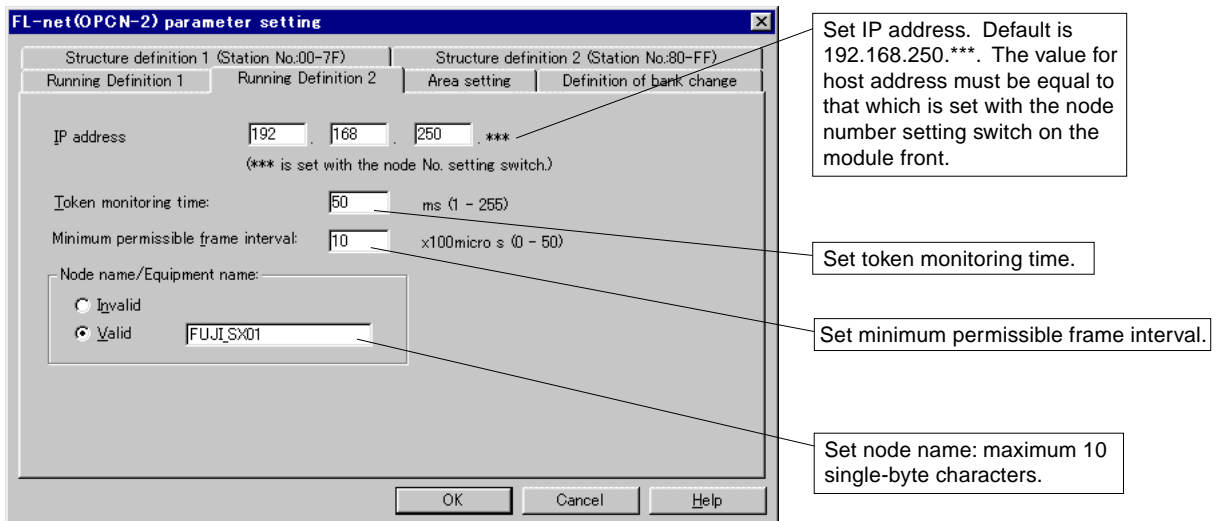 FL-net(OPCN-2) parameter setting
Structure definition 1 (Station No.:00-7F)
Structure definition 2 (Station No.:80-FF)
Running Definition 1
Running Definition 2
Area setting
Definition of bank change
IP address
192 . 168 . 250 . ***
(*** is set with the node No. setting switch.)
Token monitoring time:
50
ms (1 - 255)
Minimum permissible frame interval:
10
x100micro s (0 - 50)
Node name/Equipment name:
Invalid
Valid
FUJI_SX01
OK
Cancel
Help
Set IP address. Default is
192.168.250.***. The value for
host address must be equal to
that which is set with the node
number setting switch on the
module front.
Set token monitoring time.
Set minimum permissible frame interval.
Set node name: maximum 10
single-byte characters.